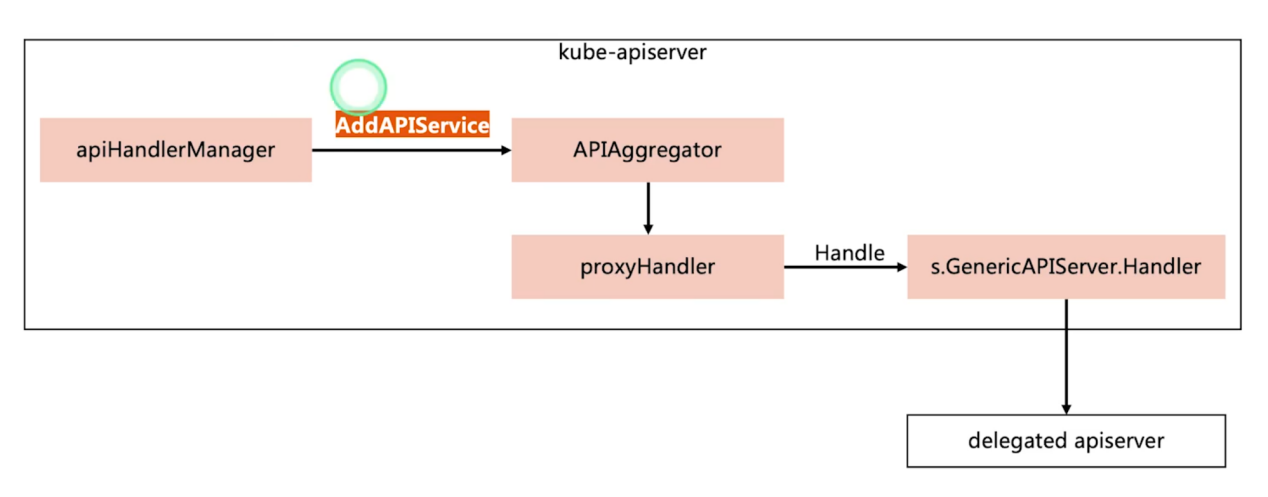 kube-apiserver
AddAPIService
apiHandlerManager
APIAggregator
proxyHandler
Handle
s.GenericAPIServer.Handler
delegated apiserver